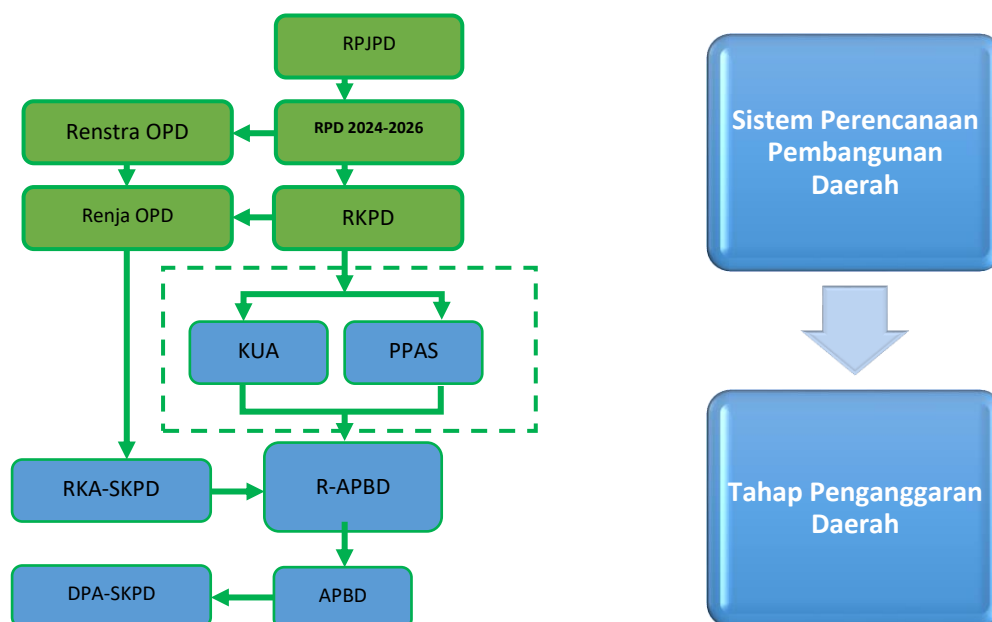 RPJPD
Renstra OPD
RPD 2024-2026
Renja OPD
RKPD
KUA
PPAS
RKA-SKPD
R-APBD
DPA-SKPD
APBD
Sistem Perencanaan
Pembangunan
Daerah
Tahap Penganggaran
Daerah